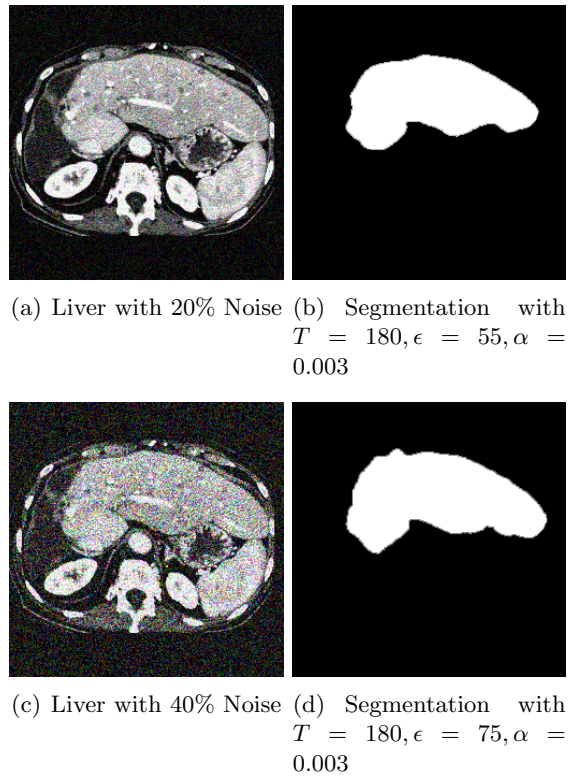 (a) Liver with 20% Noise
(b) Segmentation with
T = 180, ϵ = 55, α =
0.003
(c) Liver with 40% Noise
(d) Segmentation with
T = 180, ϵ = 75, α =
0.003